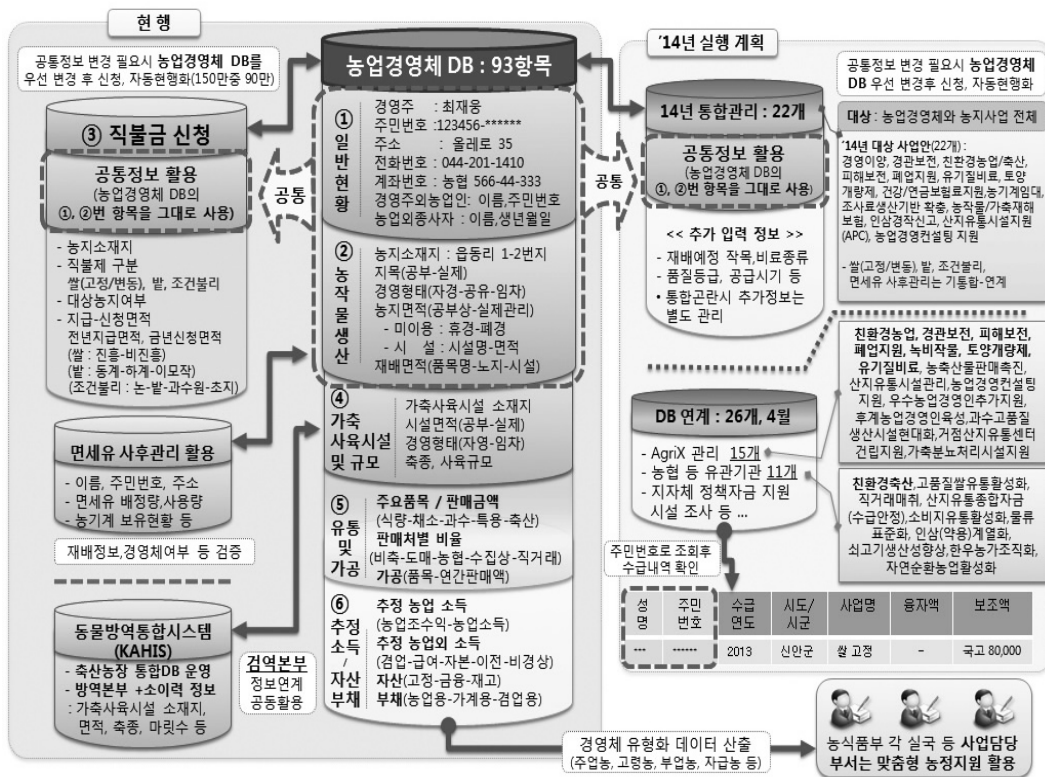 현 행
공통정보 변경 필요시 농업경영체 DB를
우선 변경 후 신청, 자동현행화(150만중 90만)
③ 직불금 신청
공통정보 활용
(농업경영체 DB의
①, ②번 항목을 그대로 사용)
- 농지소재지
- 직불제 구분
쌀(고정/변동), 밭, 조건불리
- 대상농지여부
- 지급-신청면적
전년지급면적, 금년신청면적
(쌀 : 진흥-비진흥)
(밭 : 동계-하계-이모작)
(조건불리 : 논-밭-과수원-초지)
면세유 사후관리 활용
- 이름, 주민번호, 주소
- 면세유 배정량,사용량
- 농기계 보유현황 등
재배정보,경영체여부 등 검증
동물방역통합시스템
(KAHIS)
- 축산농장 통합DB 운영
- 방역본부 +소이력 정보
: 가축사육시설 소재지,
면적, 축종, 마릿수 등
공통
검역본부
정보연계
공동활용
농업경영체 DB : 93항목
① 일반현황
경영주 : 최재웅
주민번호 :123456-******
주소 : 올레로 35
전화번호 : 044-201-1410
계좌번호 : 농협 566-44-333
경영주외농업인: 이름,주민번호
농업외종사자 : 이름,생년월일
② 농작물생산
농지소재지 : 읍동리 1-2번지
지목(공부-실제)
경영형태(자경-공유-임차)
농지면적(공부상-실제관리)
- 미이용 : 휴경-폐경
- 시 설 : 시설명-면적
재배면적(품목명-노지-시설)
④ 가축 사육시설 및 규모
가축사육시설 소재지
시설면적(공부-실제)
경영형태(자영-임차)
축종, 사육규모
⑤ 유통 및 가공
주요품목 / 판매금액
(식량-채소-과수-특용-축산)
판매처별 비율
(비축-도매-농협-수집상-직거래)
가공(품목-연간판매액)
⑥ 추정 소득 / 자산 부채
추정 농업 소득
(농업조수익-농업소득)
추정 농업외 소득
(겸업-급여-자본-이전-비경상)
자산(고정-금융-재고)
부채(농업용-가계용-겸업용)
공통
'14년 실행 계획
14년 통합관리 : 22개
공통정보 활용
(농업경영체 DB의
①, ②번 항목을 그대로 사용)
<< 추가 입력 정보 >>
- 재배예정 작목,비료종류
- 품질등급, 공급시기 등
• 통합곤란시 추가정보는
별도 관리
공통정보 변경 필요시 농업경영체
DB 우선 변경후 신청, 자동현행화
대상 : 농업경영체와 농지사업 전체
'14년 대상 사업안(22개) :
경영이양, 경관보전, 친환경농업/축산,
피해보전, 폐업지원, 유기질비료, 토양
개량제, 건강/연금보험료지원,농기계임대,
조사료생산기반 확충, 농작물/가축재해
보험, 인삼경작신고, 산지유통시설지원
(APC), 농업경영컨설팅 지원
- 쌀(고정/변동), 밭, 조건불리,
면세유 사후관리는 기통합-연계
DB 연계 : 26개, 4월
- AgriX 관리 15개
- 농협 등 유관기관 11개
- 지자체 정책자금 지원
시설 조사 등 ...
친환경농업, 경관보전, 피해보전,
폐업지원, 녹비작물, 토양개량제,
유기질비료, 농축산물판매촉진,
산지유통시설관리, 농업경영컨설팅
지원, 우수농업경영인추가지원,
후계농업경영인육성,과수고품질
생산시설현대화,거점산지유통센터
건립지원,가축분뇨처리시설지원
친환경축산, 고품질쌀유통활성화,
직거래매취, 산지유통종합자금
(수급안정),소비지유통활성화,물류
표준화, 인삼(약용)계열화,
쇠고기생산성향상,한우농가조직화,
자연순환농업활성화
주민번호로 조회후
수급내역 확인
성명 주민번호 수급연도 시도/시군 사업명 융자액 보조액
--- ------ 2013 신안군 쌀 고정 - 국고 80,000
경영체 유형화 데이터 산출
(주업농, 고령농, 부업농, 자급농 등)
농식품부 각 실국 등 사업담당
부서는 맞춤형 농정지원 활용